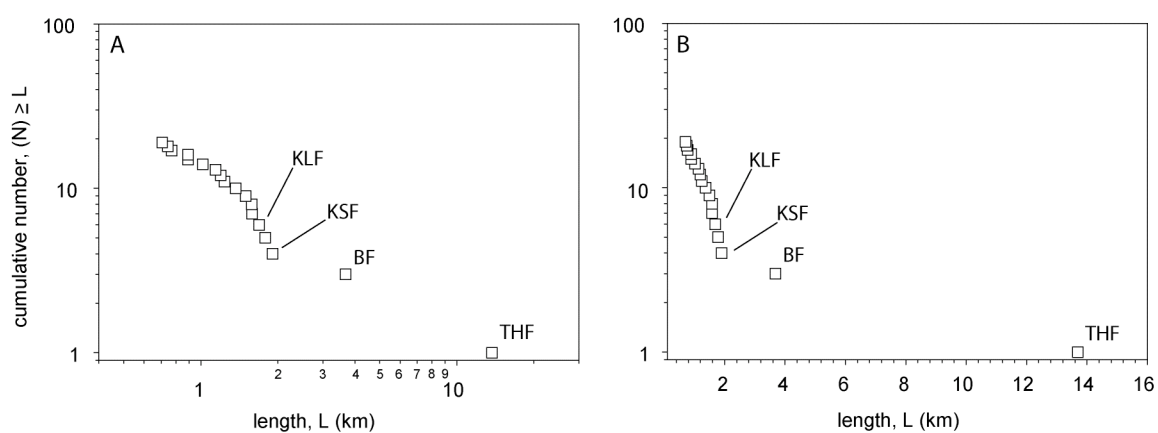 100
A
cumulative number, (N) ≥ L
KLF
10
KSF
BF
THF
1
1 2 3 4 5 6 7 8 9 10
length, L (km)
100
B
KLF
10
KSF
BF
THF
1
2 4 6 8 10 12 14 16
length, L (km)